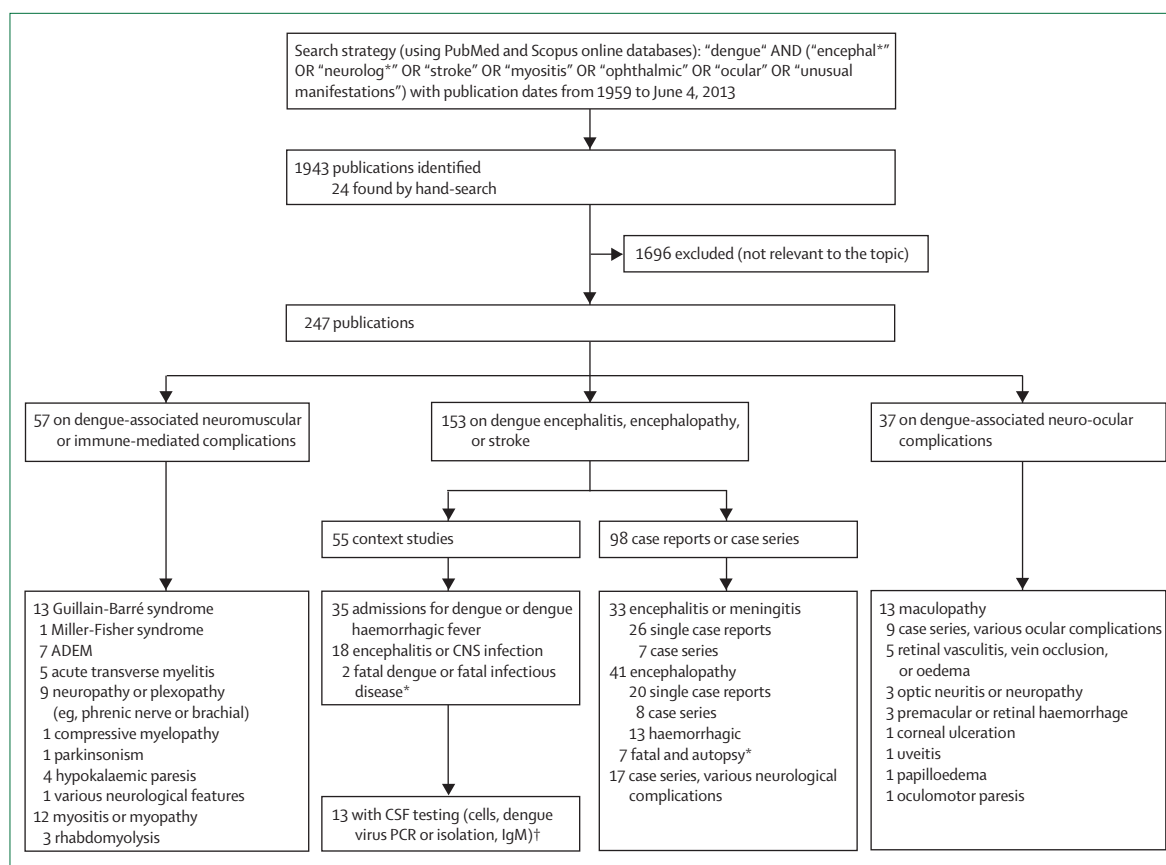 Search strategy (using PubMed and Scopus online databases): “dengue“ AND (“encephal*”
OR “neurolog*” OR “stroke” OR “myositis” OR “ophthalmic” OR “ocular” OR “unusual
manifestations”) with publication dates from 1959 to June 4, 2013
1943 publications identified
24 found by hand-search
1696 excluded (not relevant to the topic)
247 publications
57 on dengue-associated neuromuscular
or immune-mediated complications
153 on dengue encephalitis, encephalopathy,
or stroke
37 on dengue-associated neuro-ocular
complications
55 context studies
98 case reports or case series
13 Guillain-Barré syndrome
1 Miller-Fisher syndrome
7 ADEM
5 acute transverse myelitis
9 neuropathy or plexopathy
(eg, phrenic nerve or brachial)
1 compressive myelopathy
1 parkinsonism
4 hypokalaemic paresis
1 various neurological features
12 myositis or myopathy
3 rhabdomyolysis
35 admissions for dengue or dengue
haemorrhagic fever
18 encephalitis or CNS infection
2 fatal dengue or fatal infectious
disease*
13 with CSF testing (cells, dengue
virus PCR or isolation, IgM)†
33 encephalitis or meningitis
26 single case reports
7 case series
41 encephalopathy
20 single case reports
8 case series
13 haemorrhagic
7 fatal and autopsy*
17 case series, various neurological
complications
13 maculopathy
9 case series, various ocular complications
5 retinal vasculitis, vein occlusion,
or oedema
3 optic neuritis or neuropathy
3 premacular or retinal haemorrhage
1 corneal ulceration
1 uveitis
1 papilloedema
1 oculomotor paresis